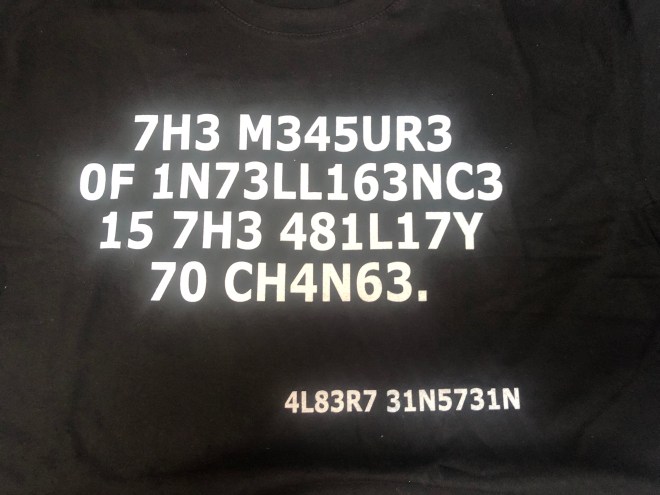 7H3 M345UR3
0F 1N73LL163NC3
15 7H3 481L17Y
70 CH4N63.
4L83R7 31N5731N